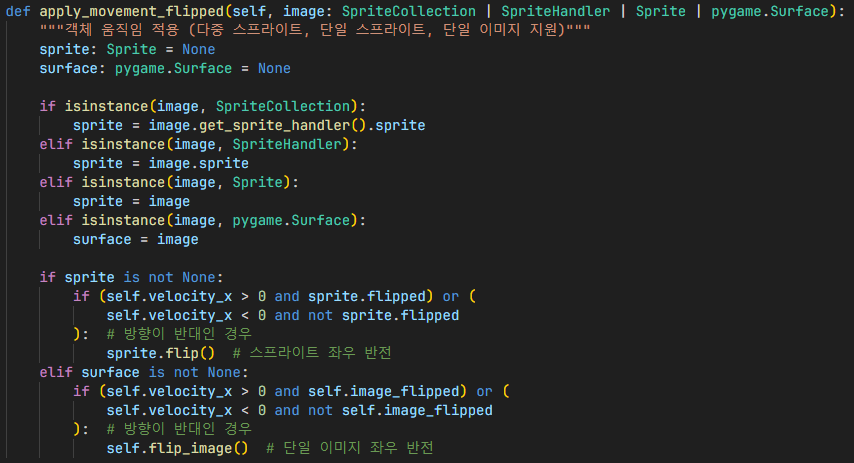 def apply_movement_flipped(self, image: SpriteCollection | SpriteHandler | Sprite | pygame.Surface):
    """객체 움직임 적용 (다중 스프라이트, 단일 스프라이트, 단일 이미지 지원)"""
    sprite: Sprite = None
    surface: pygame.Surface = None

    if isinstance(image, SpriteCollection):
        sprite = image.get_sprite_handler().sprite
    elif isinstance(image, SpriteHandler):
        sprite = image.sprite
    elif isinstance(image, Sprite):
        sprite = image
    elif isinstance(image, pygame.Surface):
        surface = image

    if sprite is not None:
        if (self.velocity_x > 0 and sprite.flipped) or (
            self.velocity_x < 0 and not sprite.flipped
        ):  # 방향이 반대인 경우
            sprite.flip()  # 스프라이트 좌우 반전
    elif surface is not None:
        if (self.velocity_x > 0 and self.image_flipped) or (
            self.velocity_x < 0 and not self.image_flipped
        ):  # 방향이 반대인 경우
            self.flip_image()  # 단일 이미지 좌우 반전